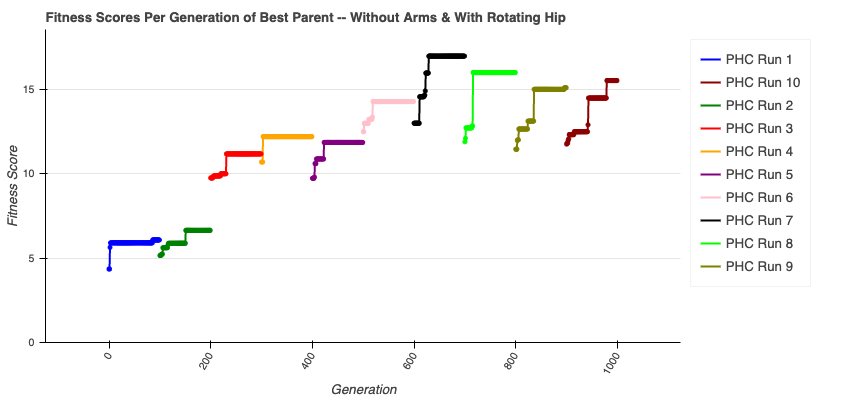 Fitness Scores Per Generation of Best Parent -- Without Arms & With Rotating Hip
Fitness Score
15
10
5
0
0
200
400
600
800
1000
Generation
PHC Run 1
PHC Run 10
PHC Run 2
PHC Run 3
PHC Run 4
PHC Run 5
PHC Run 6
PHC Run 7
PHC Run 8
PHC Run 9